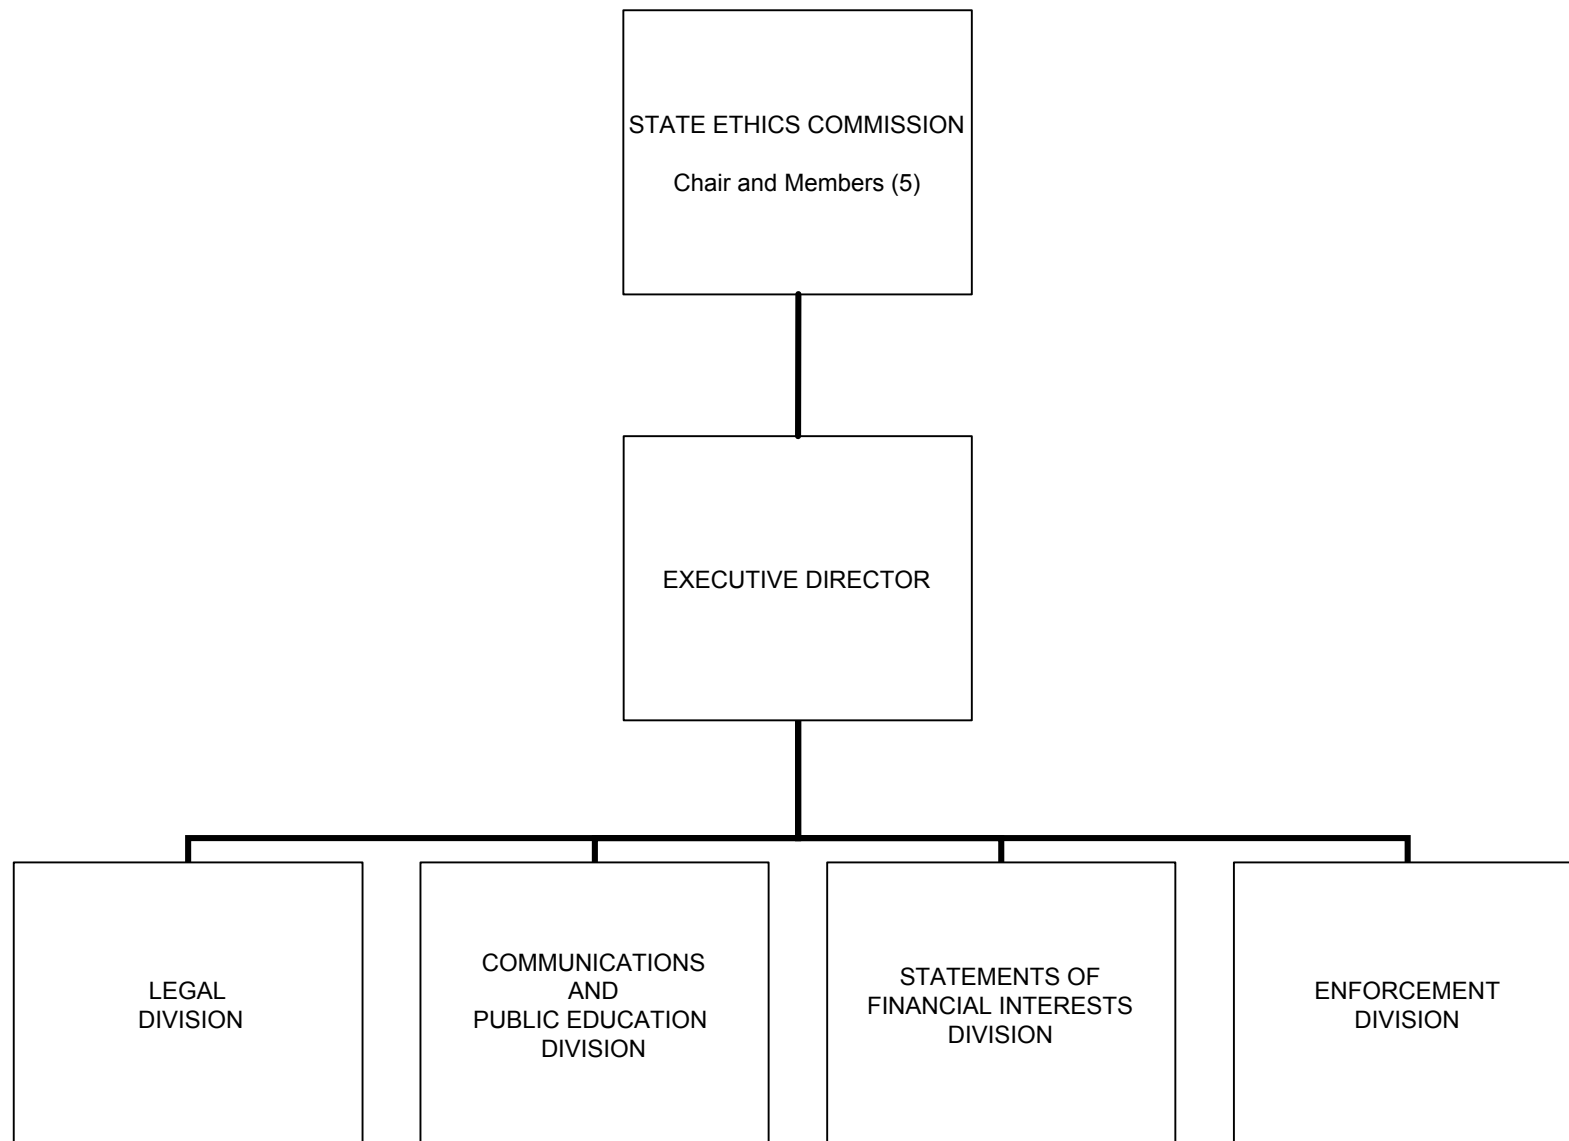 STATE ETHICS COMMISSION
Chair and Members (5)
EXECUTIVE DIRECTOR
LEGAL
DIVISION
COMMUNICATIONS
AND
PUBLIC EDUCATION
DIVISION
STATEMENTS OF
FINANCIAL INTERESTS
DIVISION
ENFORCEMENT
DIVISION